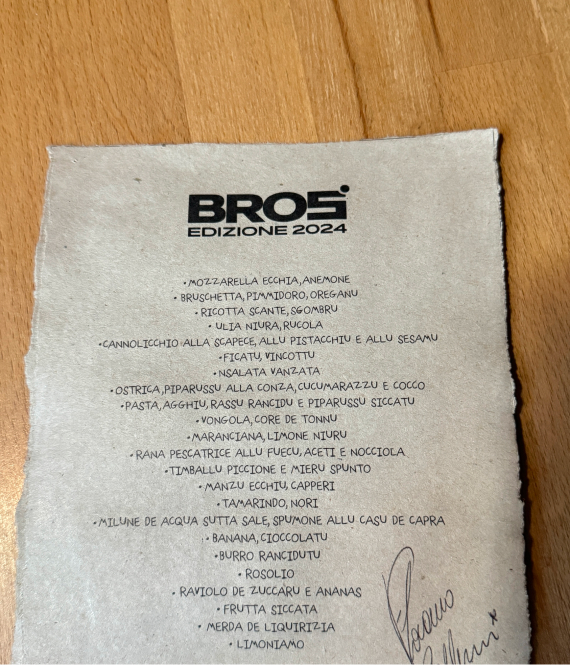 BROS'
EDIZIONE 2024
• MOZZARELLA ECCHIA, ANEMONE
• BRUSCHETTA, PIMMIDORO, OREGANU
• RICOTTA SCANTE, SGOMBRU
• ULIA NIURA, RUCOLA
• CANNOLICCHIO ALLA SCAPECE, ALLU PISTACCHIU E ALLU SESAMU
• FICATU, VINCOTTU
• NSALATA VANZATA
• OSTRICA, PIPARUSSU ALLA CONZA, CUCUMARAZZU E COCCO
• PASTA, AGGHIU, RASSU RANCIDU E PIPARUSSU SICCATU
• VONGOLA, CORE DE TONNU
• MARANCIANA, LIMONE NIURU
• RANA PESCATRICE ALLU FUECU, ACETI E NOCCIOLA
• TIMBALLU PICCIONE E MIERU SPUNTO
• MANZU ECCHIU, CAPPERI
• TAMARINDO, NORI
• MILUNE DE ACQUA SUTTA SALE, SPUMONE ALLU CASU DE CAPRA
• BANANA, CIOCCOLATU
• BURRO RANCIDUTU
• ROSOLIO
• RAVIOLO DE ZUCCARU E ANANAS
• FRUTTA SICCATA
• MERDA DE LIQUIRIZIA
• LIMONIAMO